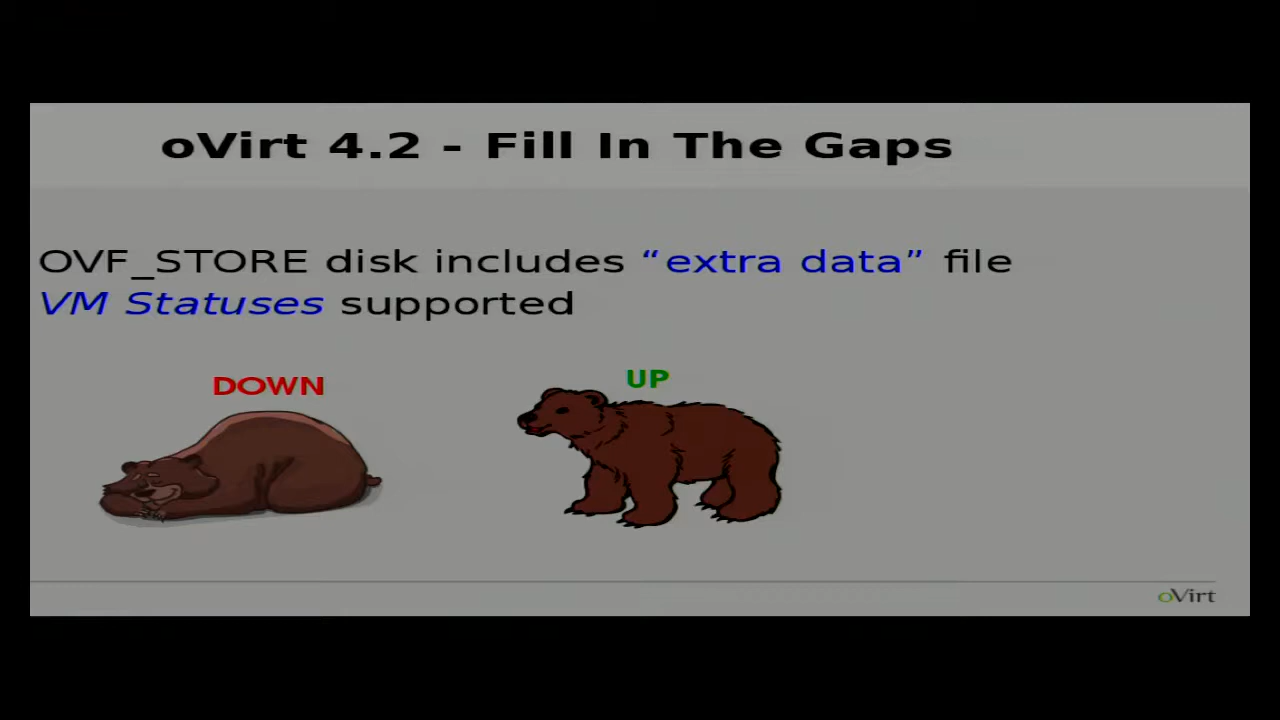 oVirt 4.2 - Fill In The Gaps
OVF_STORE disk includes “extra data” file
VM Statuses supported
DOWN
UP
oVirt